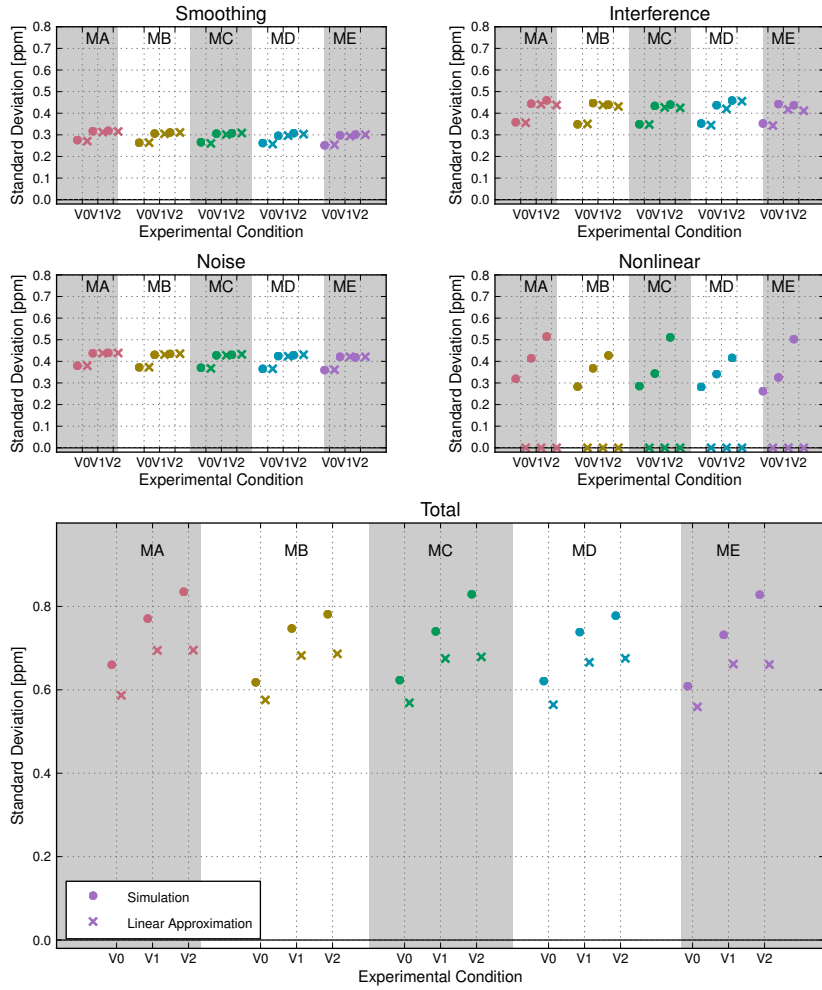 Smoothing
Standard Deviation [ppm]
0.8
0.7
0.6
0.5
0.4
0.3
0.2
0.1
0.0
MA MB MC MD ME
V0V1V2 V0V1V2 V0V1V2 V0V1V2 V0V1V2
Experimental Condition
Interference
Standard Deviation [ppm]
0.8
0.7
0.6
0.5
0.4
0.3
0.2
0.1
0.0
MA MB MC MD ME
V0V1V2 V0V1V2 V0V1V2 V0V1V2 V0V1V2
Experimental Condition
Noise
Standard Deviation [ppm]
0.8
0.7
0.6
0.5
0.4
0.3
0.2
0.1
0.0
MA MB MC MD ME
V0V1V2 V0V1V2 V0V1V2 V0V1V2 V0V1V2
Experimental Condition
Nonlinear
Standard Deviation [ppm]
0.8
0.7
0.6
0.5
0.4
0.3
0.2
0.1
0.0
MA MB MC MD ME
V0V1V2 V0V1V2 V0V1V2 V0V1V2 V0V1V2
Experimental Condition
Total
Standard Deviation [ppm]
0.8
0.6
0.4
0.2
0.0
MA MB MC MD ME
Simulation
Linear Approximation
V0 V1 V2 V0 V1 V2 V0 V1 V2 V0 V1 V2 V0 V1 V2
Experimental Condition